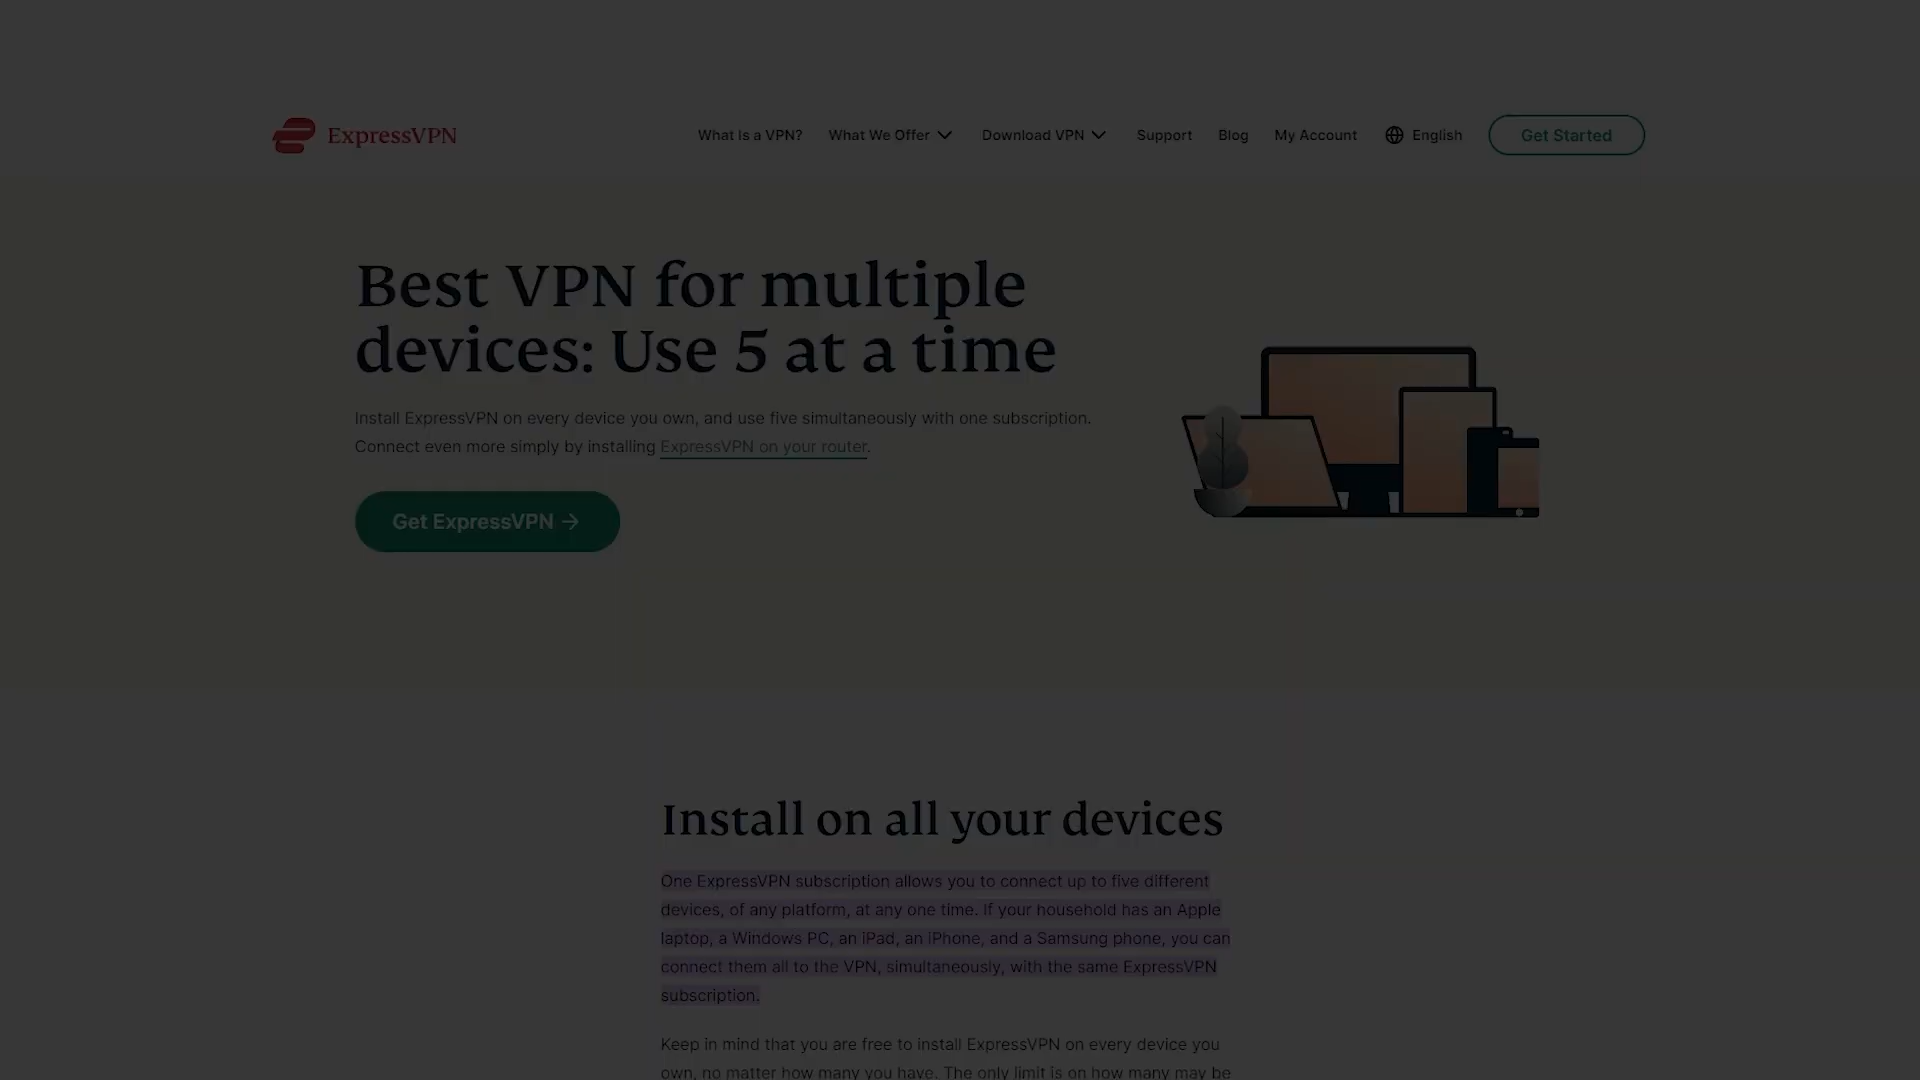 ExpressVPN
What Is a VPN?
What We Offer
Download VPN
Support
Blog
My Account
English
Get Started
Best VPN for multiple
devices: Use 5 at a time
Install ExpressVPN on every device you own, and use five simultaneously with one subscription.
Connect even more simply by installing ExpressVPN on your router.
Get ExpressVPN →
Install on all your devices
One ExpressVPN subscription allows you to connect up to five different
devices, of any platform, at any one time. If your household has an Apple
laptop, a Windows PC, an iPad, an iPhone, and a Samsung phone, you can
connect them all to the VPN, simultaneously, with the same ExpressVPN
subscription.
Keep in mind that you are free to install ExpressVPN on every device you
own, no matter how many you have. The only limit is on how many may be